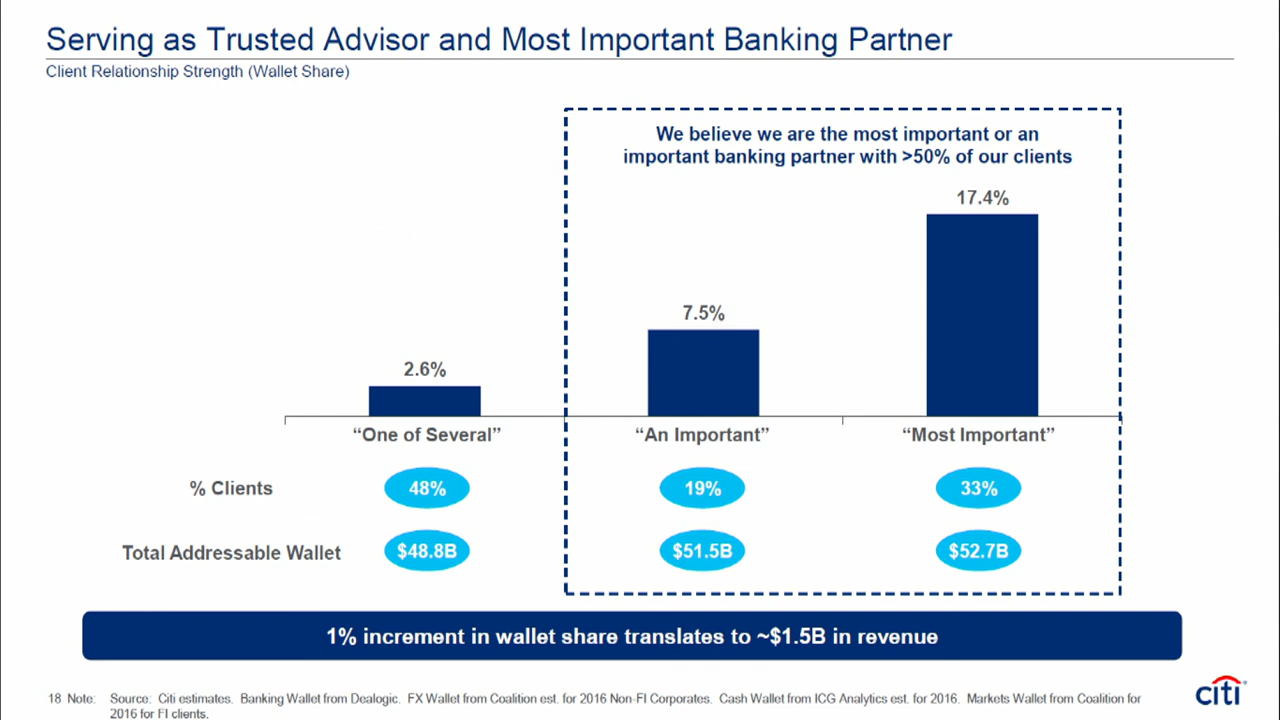 Serving as Trusted Advisor and Most Important Banking Partner
Client Relationship Strength (Wallet Share)
We believe we are the most important or an
important banking partner with >50% of our clients
17.4%
7.5%
2.6%
“One of Several” “An Important” “Most Important”
% Clients 48% 19% 33%
Total Addressable Wallet $48.8B $51.5B $52.7B
1% increment in wallet share translates to ~$1.5B in revenue
18 Note: Source: Citi estimates. Banking Wallet from Dealogic. FX Wallet from Coalition est. for 2016 Non-FI Corporates. Cash Wallet from ICG Analytics est. for 2016. Markets Wallet from Coalition for
2016 for FI clients.
citi